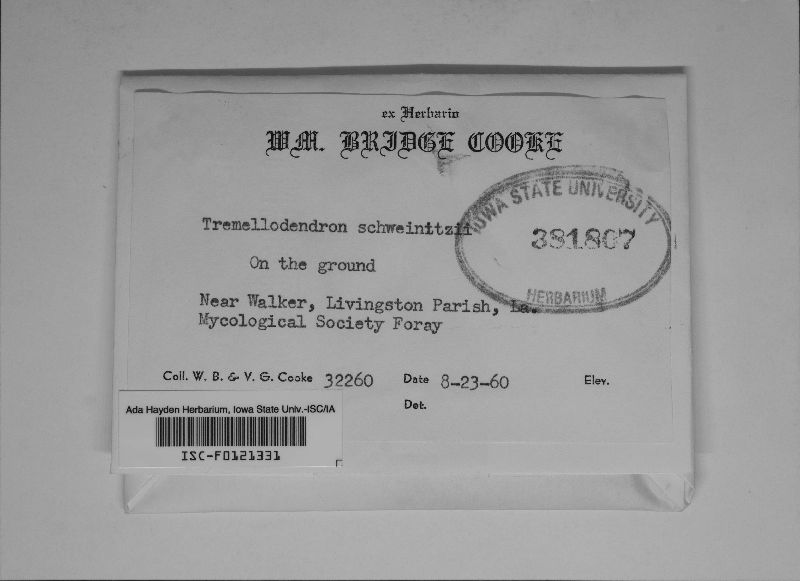 ex Herbario
WM. BRIDGE COOKE
IOWA STATE UNIVERSITY
381807
HERBARIUM
Tremellodendron schweinitzii
On the ground
Near Walker, Livingston Parish, La.
Mycological Society Foray
Coll. W. B. & V. G. Cooke 32260 Date 8-23-60 Elev.
Det.
Ada Hayden Herbarium, Iowa State Univ.-ISC/IA
ISC-F0121331